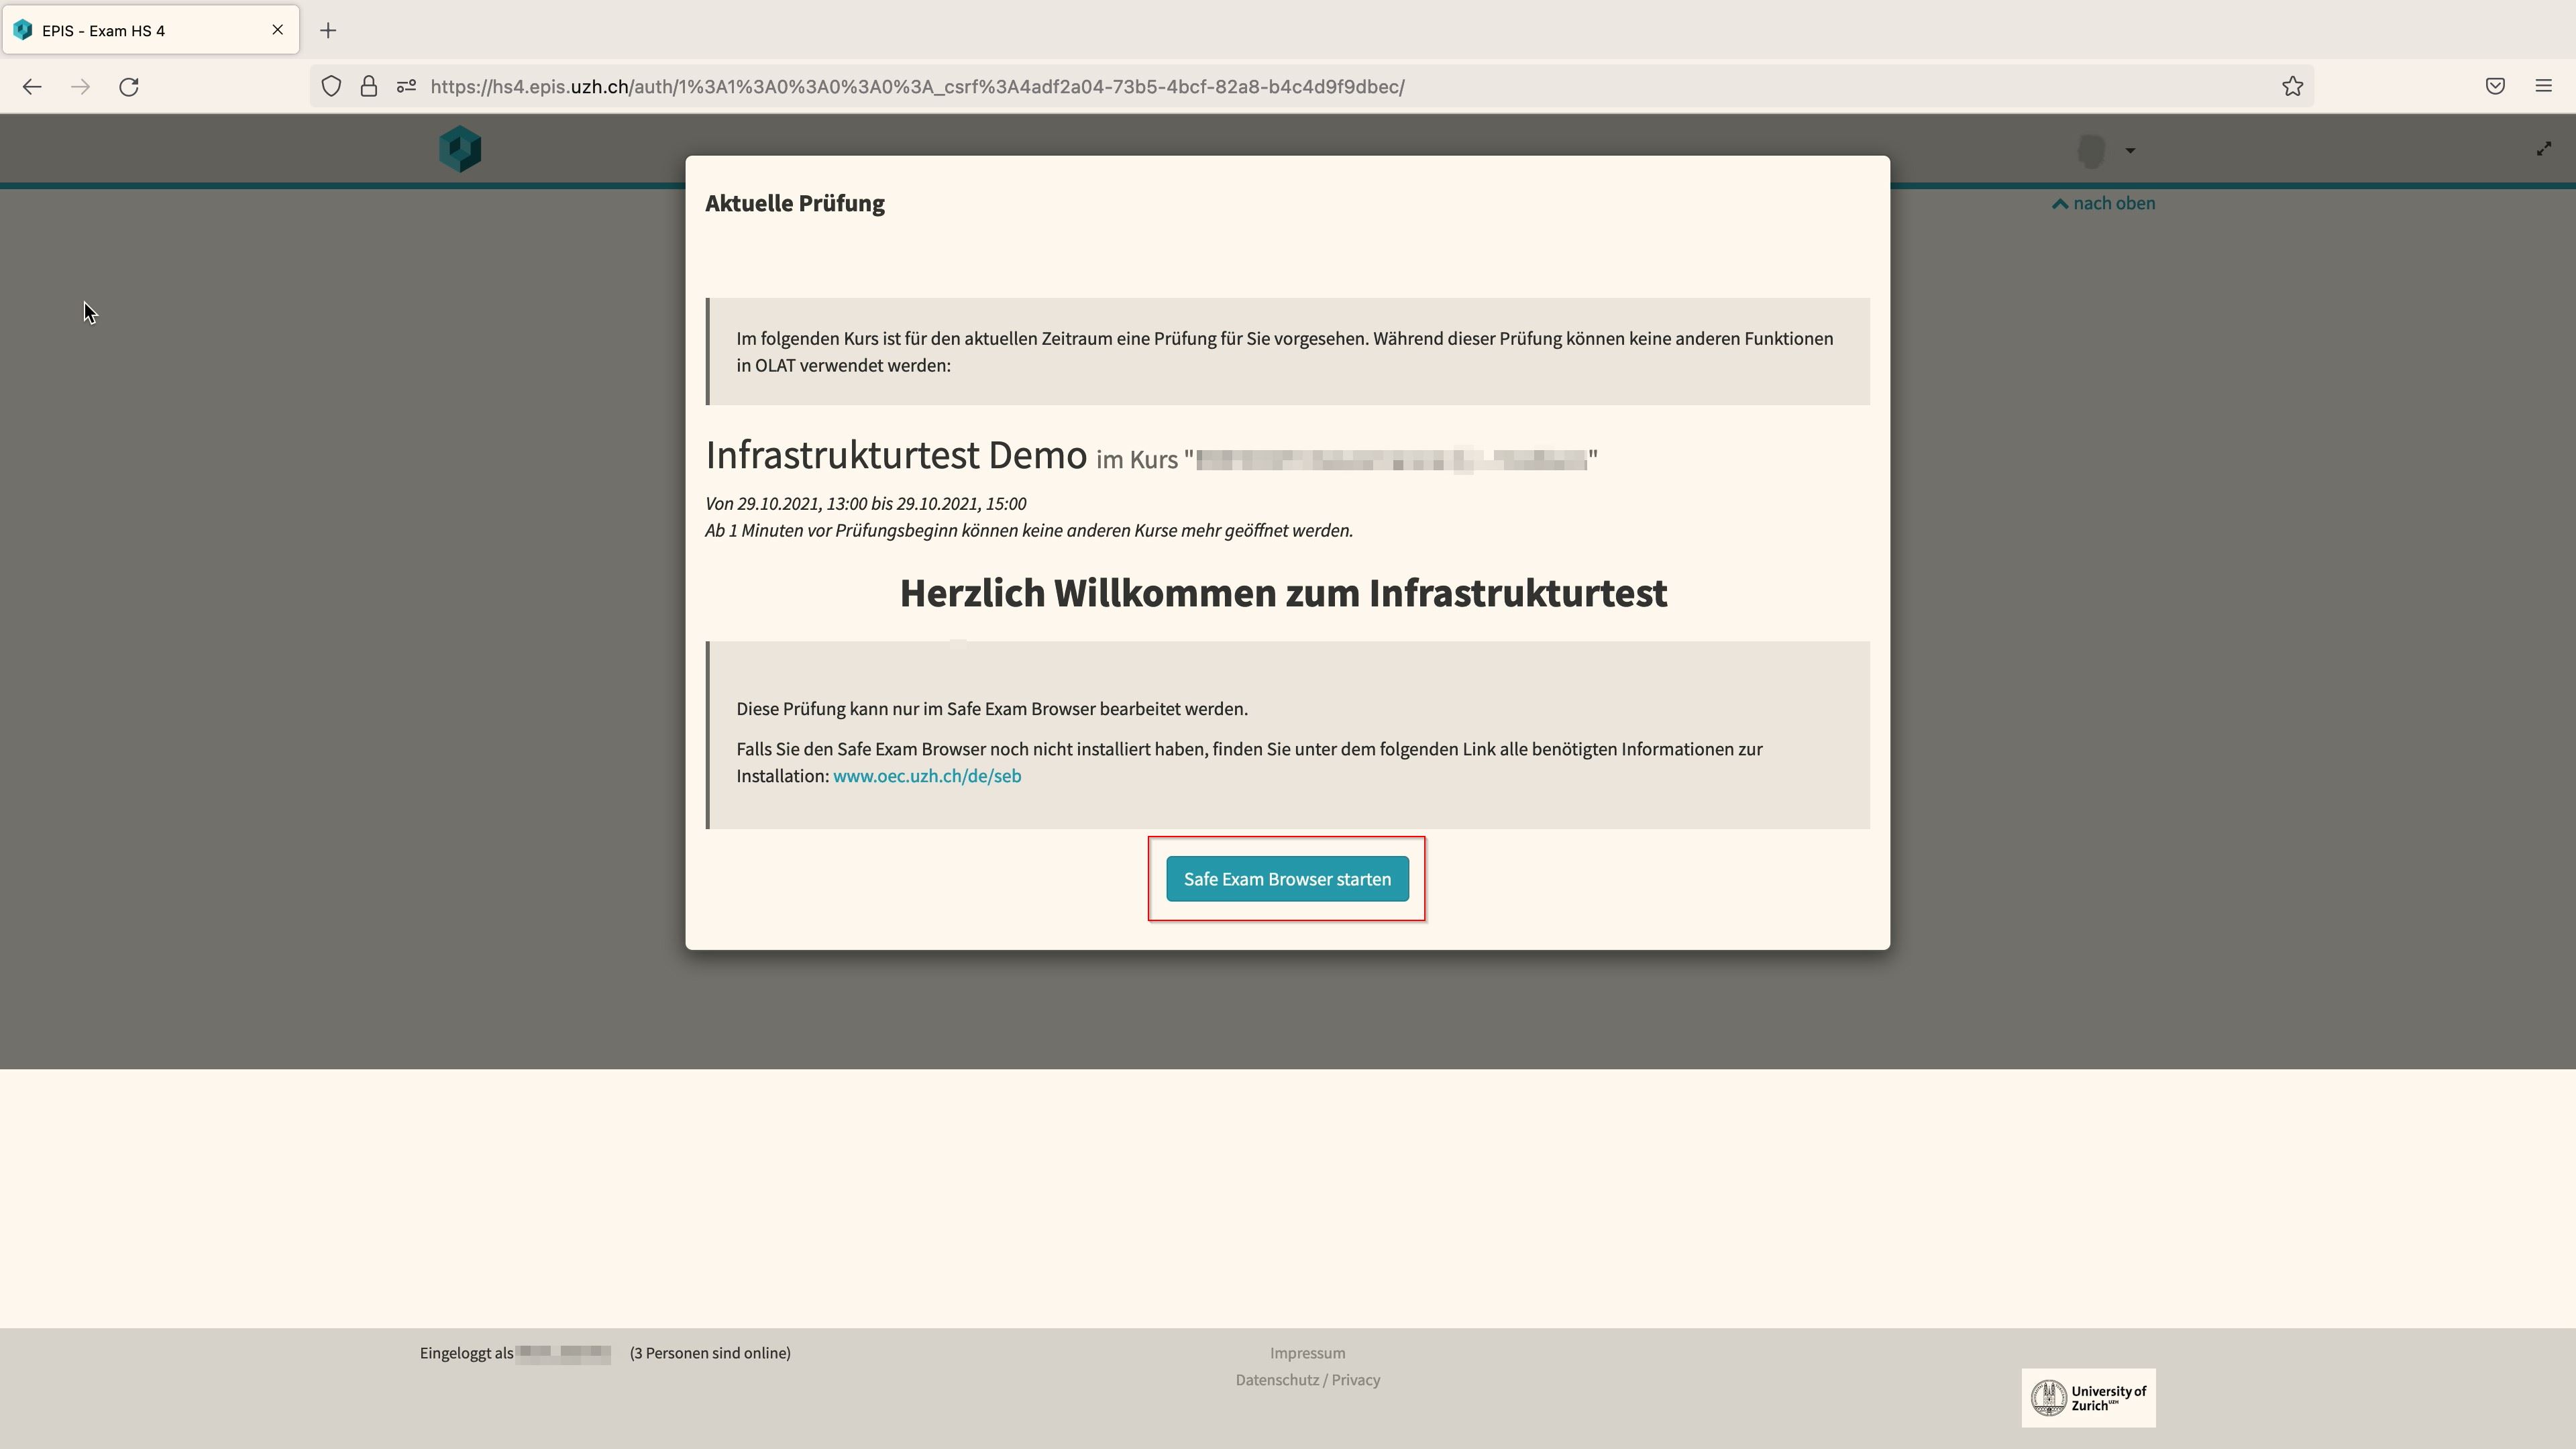 EPIS - Exam HS 4
https://hs4.epis.uzh.ch/auth/1%3A1%3A0%3A0%3A0%3A_csrf%3A4adf2a04-73b5-4bcf-82a8-b4c4d9f9dbec/
nach oben
Aktuelle Prüfung
Im folgenden Kurs ist für den aktuellen Zeitraum eine Prüfung für Sie vorgesehen. Während dieser Prüfung können keine anderen Funktionen
in OLAT verwendet werden:
Infrastrukturtest Demo im Kurs " "
Von 29.10.2021, 13:00 bis 29.10.2021, 15:00
Ab 1 Minuten vor Prüfungsbeginn können keine anderen Kurse mehr geöffnet werden.
Herzlich Willkommen zum Infrastrukturtest
Diese Prüfung kann nur im Safe Exam Browser bearbeitet werden.
Falls Sie den Safe Exam Browser noch nicht installiert haben, finden Sie unter dem folgenden Link alle benötigten Informationen zur
Installation: www.oec.uzh.ch/de/seb
Safe Exam Browser starten
Eingeloggt als (3 Personen sind online)
Impressum
Datenschutz / Privacy
University of
Zurich UZH